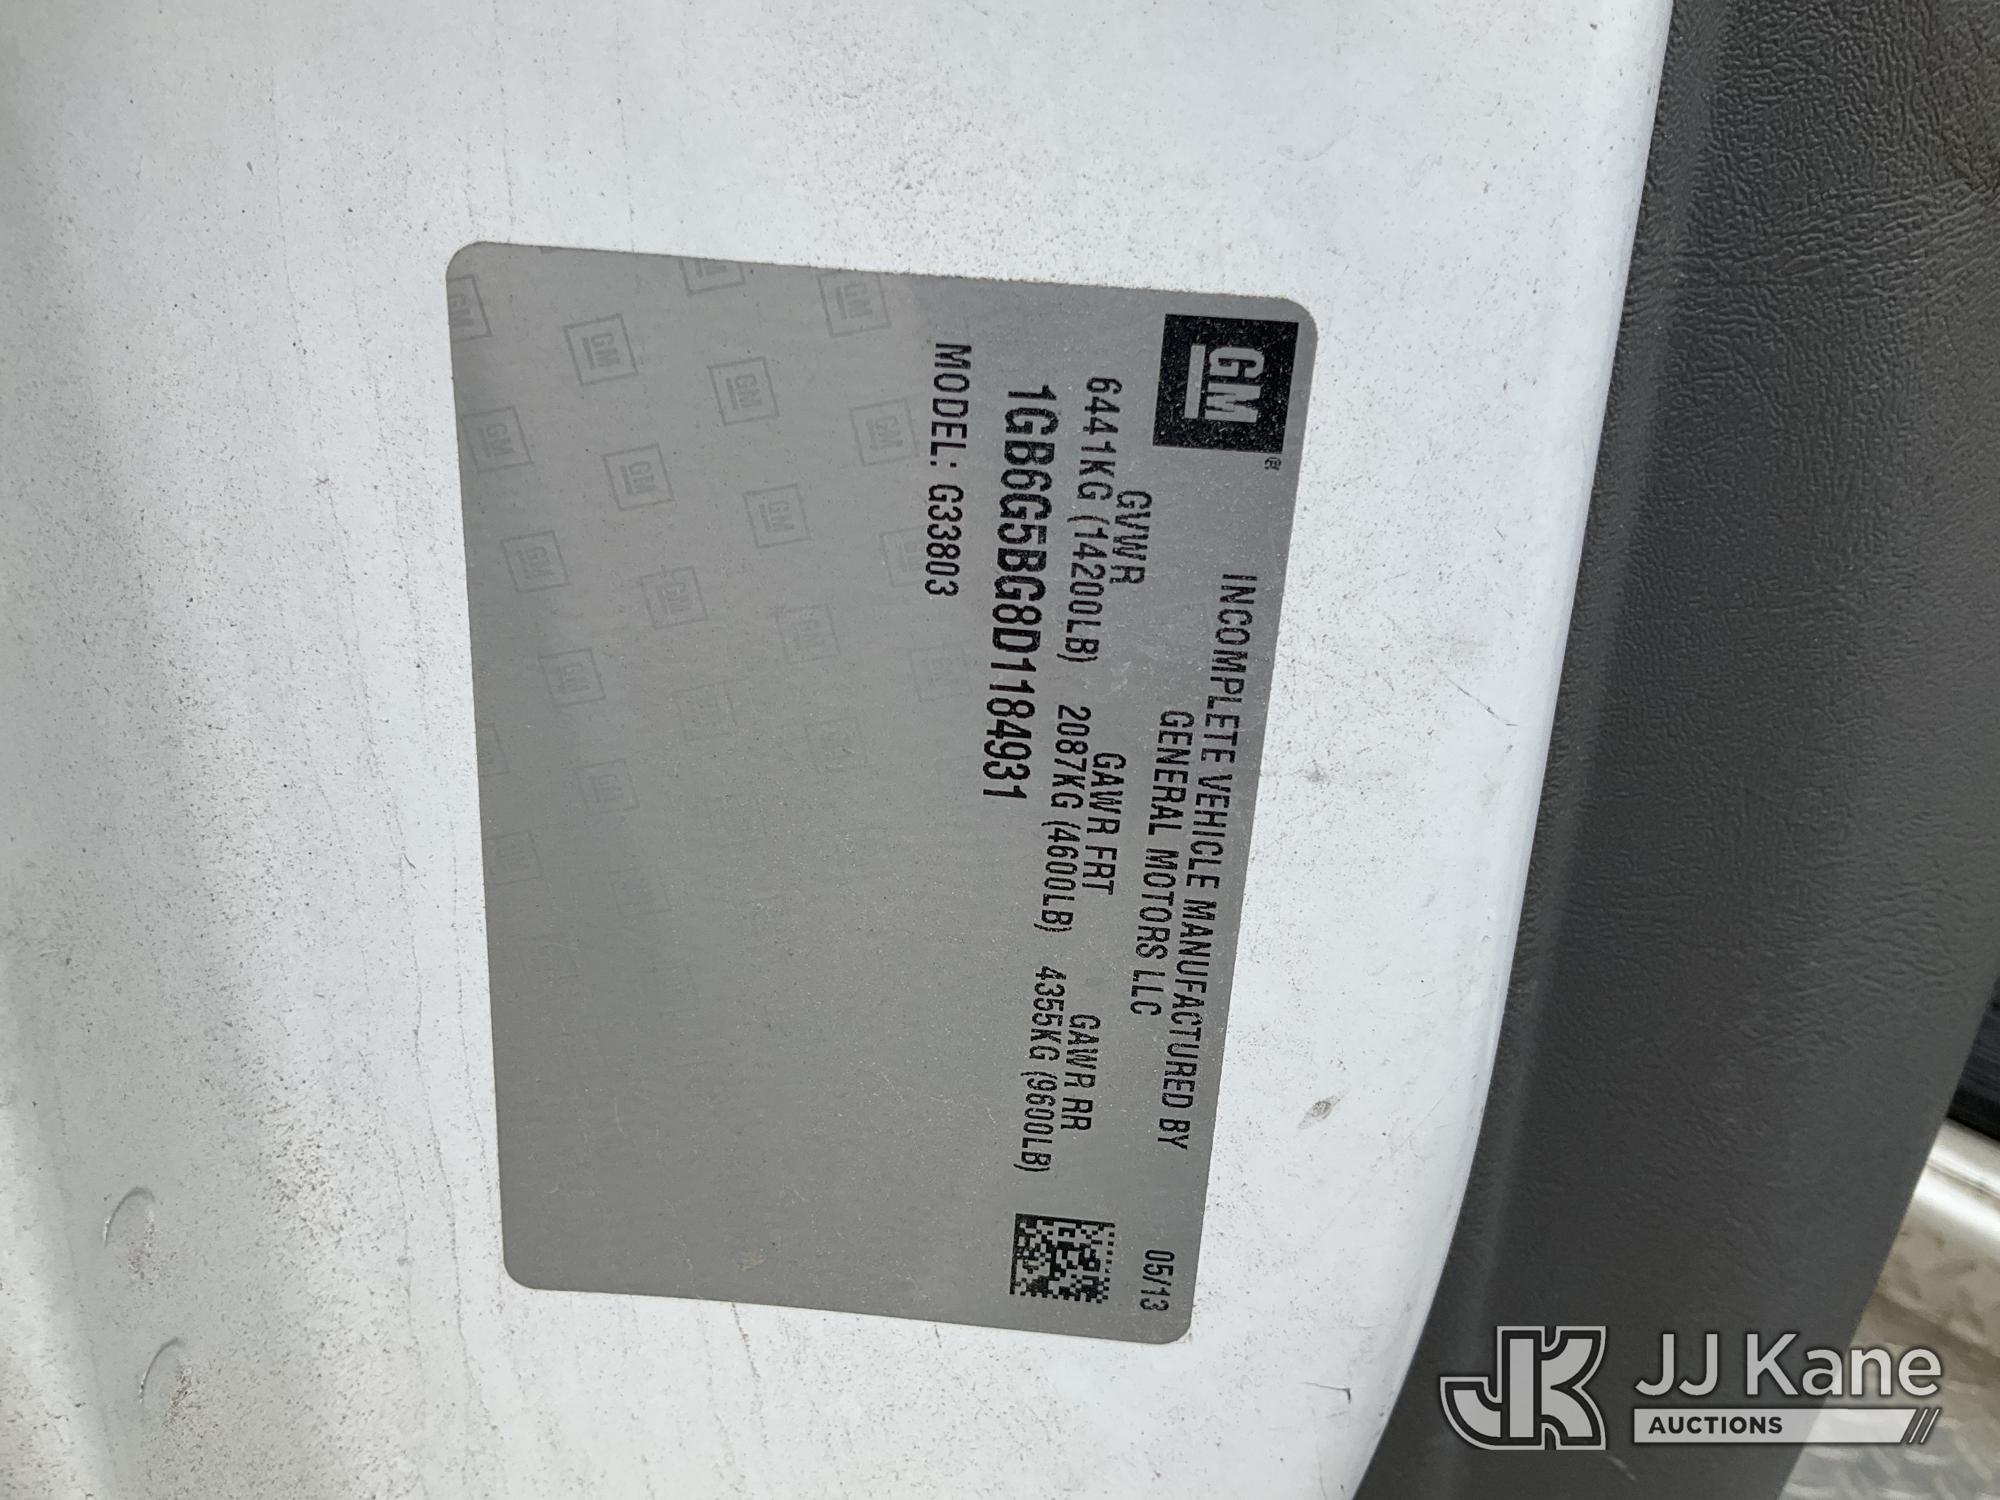 GM
INCOMPLETE VEHICLE MANUFACTURED BY
GENERAL MOTORS LLC
05/13
GVWR GAWR FRT GAWR RR
6441KG (14200LB) 2087KG (4600LB) 4355KG (9600LB)
1GB6G5BG8D1184931
MODEL: G33803
JK JJ Kane
AUCTIONS